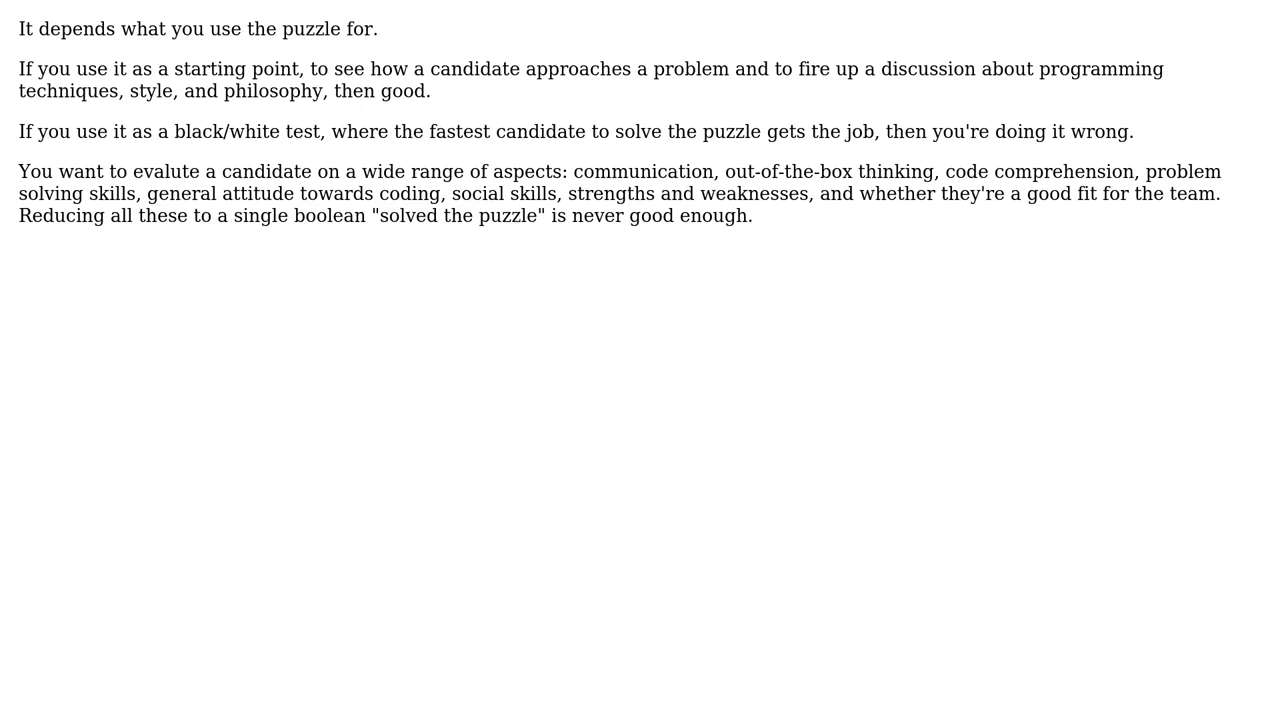 It depends what you use the puzzle for.
If you use it as a starting point, to see how a candidate approaches a problem and to fire up a discussion about programming
techniques, style, and philosophy, then good.
If you use it as a black/white test, where the fastest candidate to solve the puzzle gets the job, then you're doing it wrong.
You want to evalute a candidate on a wide range of aspects: communication, out-of-the-box thinking, code comprehension, problem
solving skills, general attitude towards coding, social skills, strengths and weaknesses, and whether they're a good fit for the team.
Reducing all these to a single boolean "solved the puzzle" is never good enough.